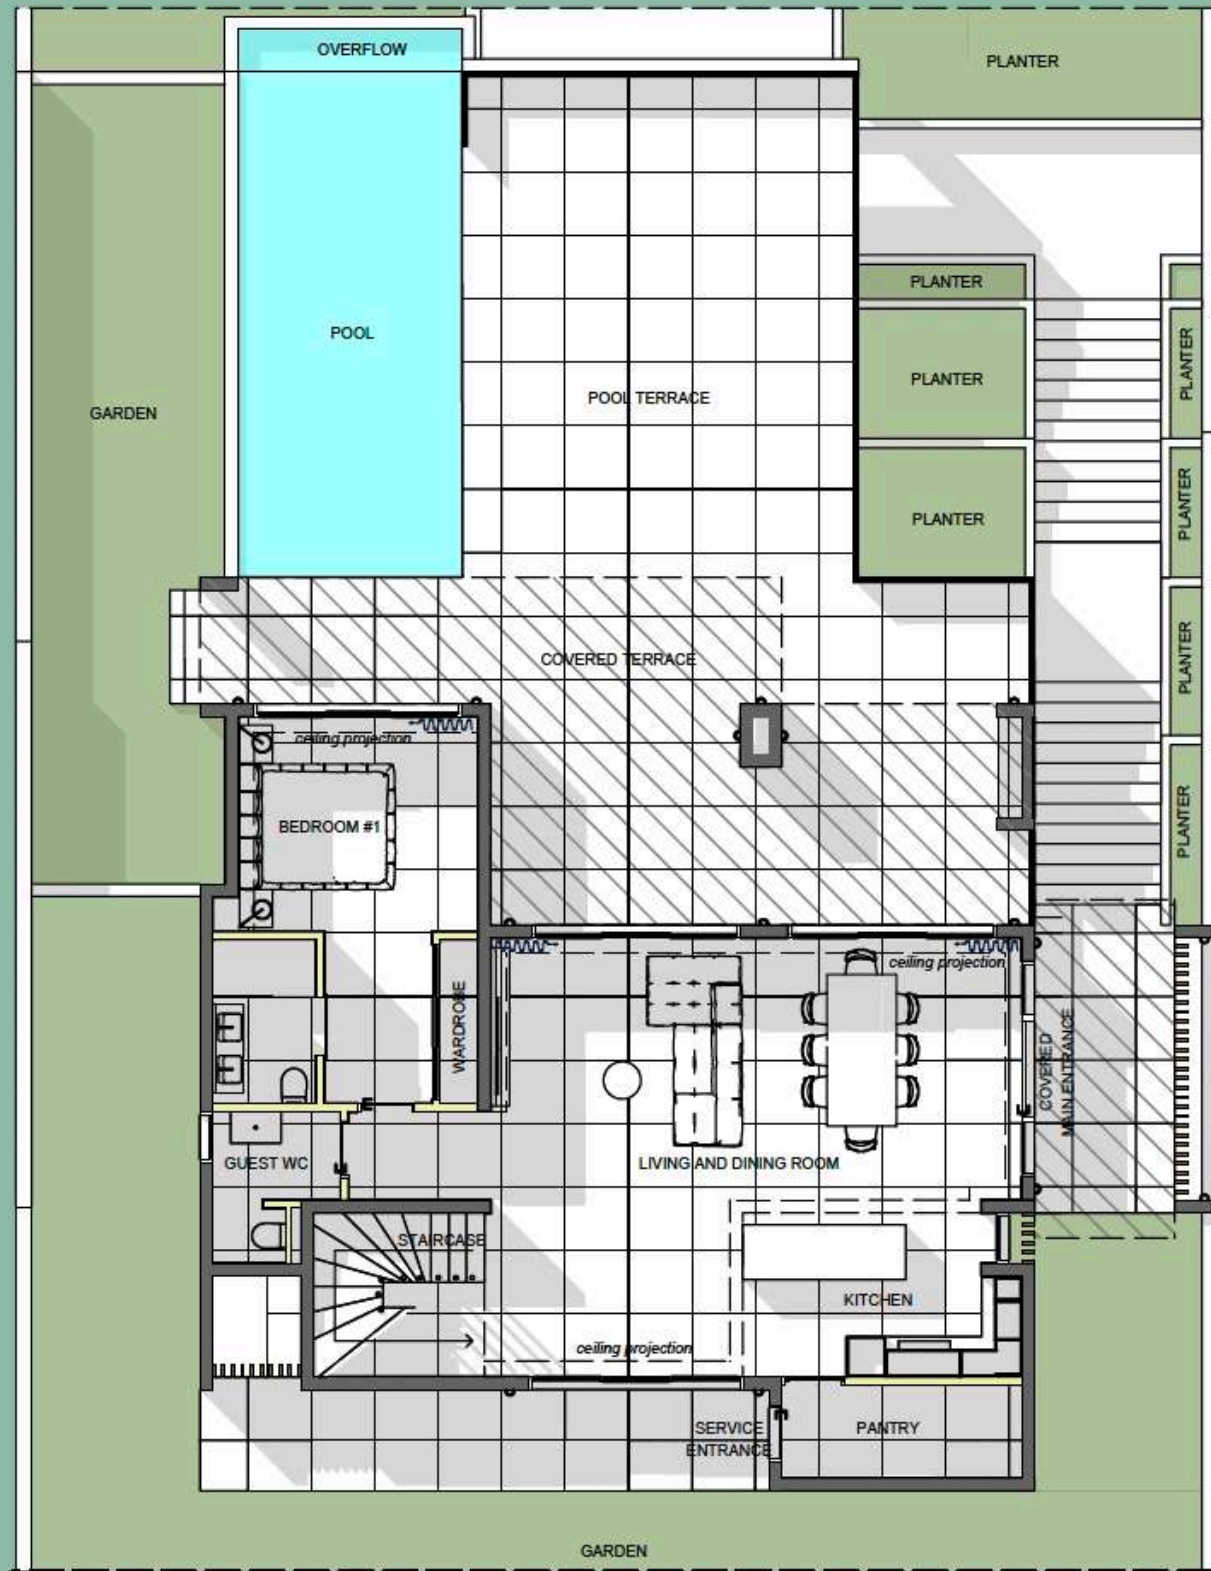 OVERFLOW
PLANTER
PLANTER
POOL
PLANTER
PLANTER
POOL TERRACE
GARDEN
PLANTER
PLANTER
COVERED TERRACE
PLANTER
ceiling projection
BEDROOM #1
PLANTER
ceiling projection
WARDROBE
COVERED
MAIN ENTRANCE
GUEST WC
LIVING AND DINING ROOM
STAIRCASE
KITCHEN
ceiling projection
SERVICE
ENTRANCE
PANTRY
GARDEN